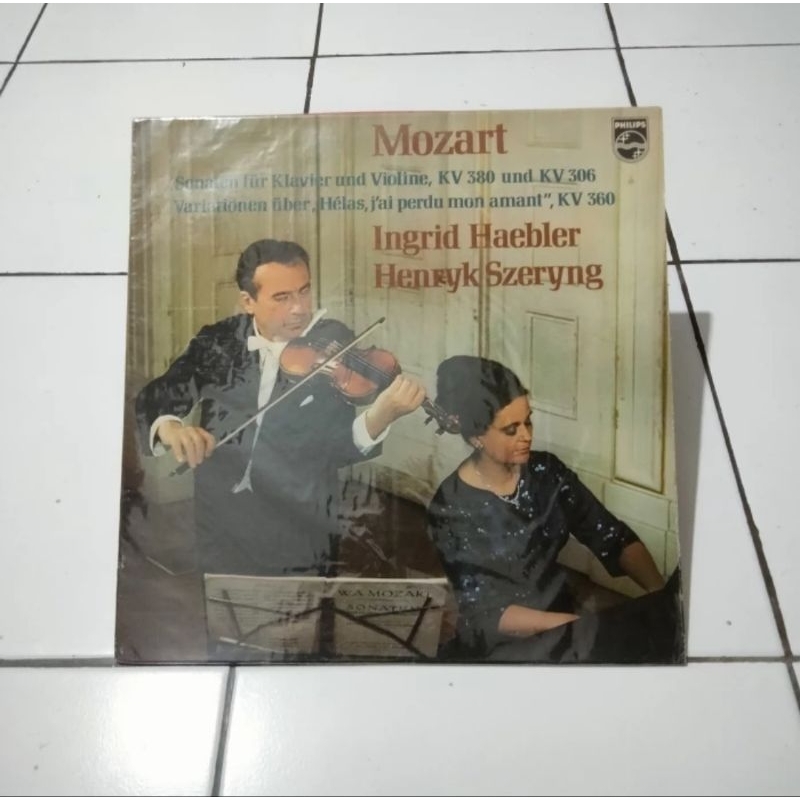 Mozart
PHILIPS
Sonaten für Klavier und Violine, KV 380 und KV 306
Variationen über „Hélas, j'ai perdu mon amant", KV 360
Ingrid Haebler
Henryk Szeryng
W.A. MOZART
SONATEN